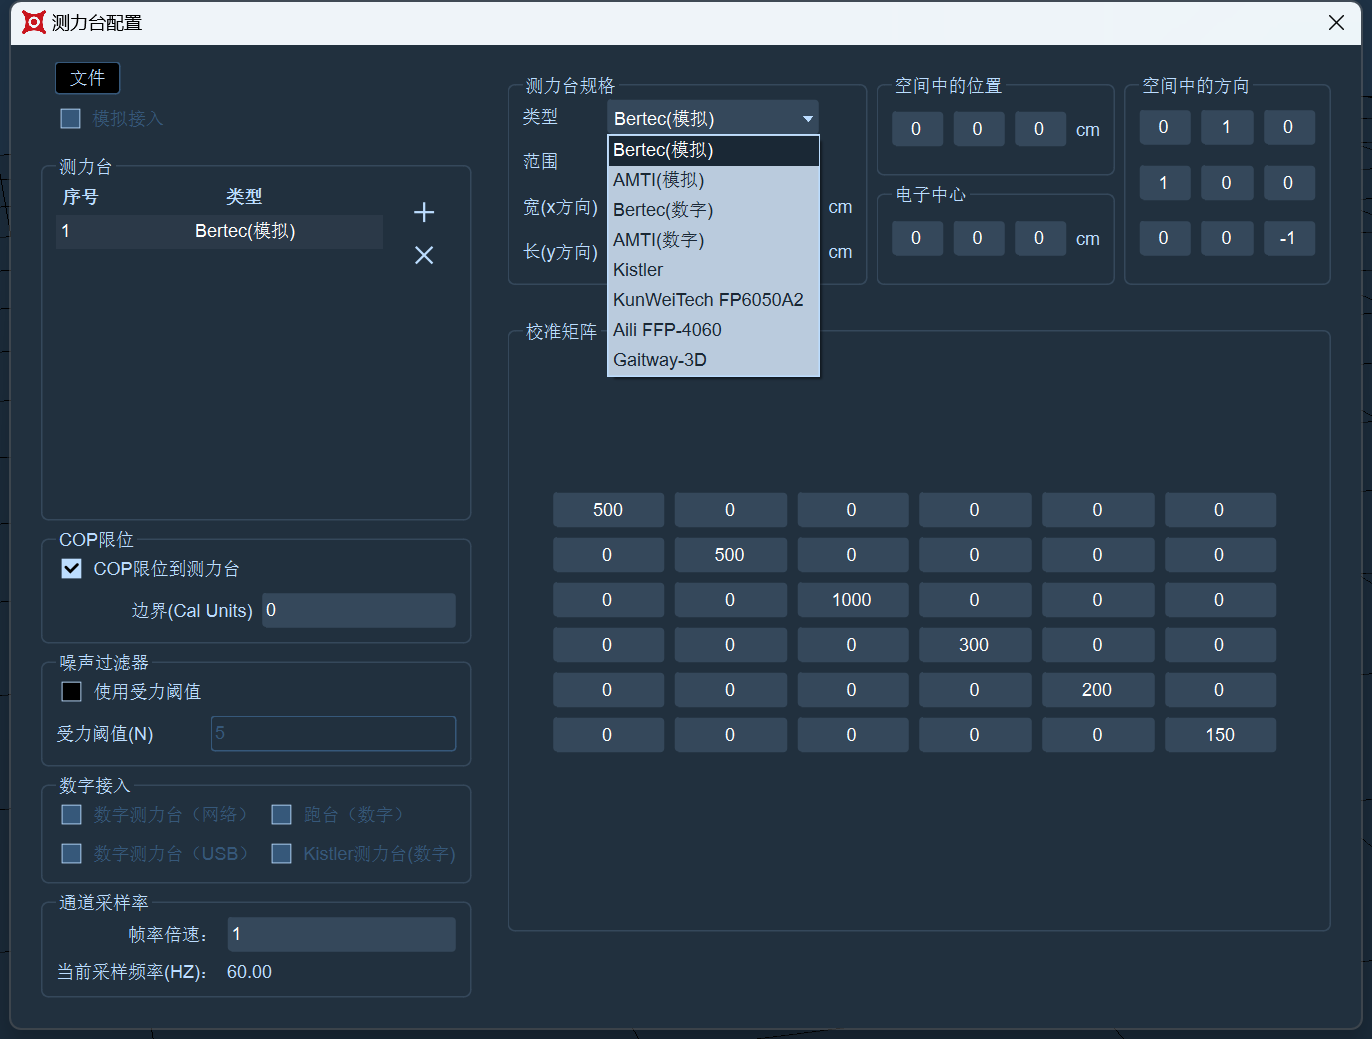 测力台配置
文件
模拟接入
测力台
序号 类型
1 Bertec(模拟)
COP限位
COP限位到测力台
边界(Cal Units) 0
噪声过滤器
使用受力阈值
受力阈值(N) 5
数字接入
数字测力台（网络） 跑台（数字）
数字测力台（USB） Kistler测力台(数字)
通道采样率
帧率倍速： 1
当前采样频率(HZ)： 60.00
测力台规格
类型 Bertec(模拟)
范围
宽(x方向) cm
长(y方向) cm
Bertec(模拟)
AMTI(模拟)
Bertec(数字)
AMTI(数字)
Kistler
KunWeiTech FP6050A2
Aili FFP-4060
Gaitway-3D
空间中的位置
0 0 0 cm
电子中心
0 0 0 cm
空间中的方向
0 1 0
1 0 0
0 0 -1
校准矩阵
500 0 0 0 0 0
0 500 0 0 0 0
0 0 1000 0 0 0
0 0 0 300 0 0
0 0 0 0 200 0
0 0 0 0 0 150